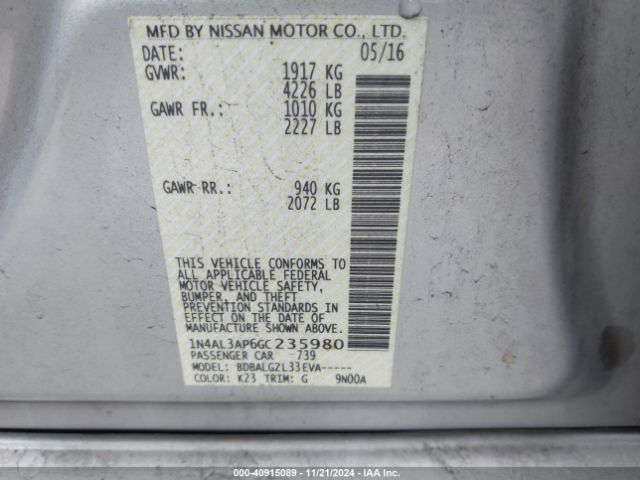 MFD BY NISSAN MOTOR CO., LTD.
DATE: 05/16
GVWR: 1917 KG
4226 LB
GAWR FR.: 1010 KG
2227 LB
GAWR RR.: 940 KG
2072 LB
THIS VEHICLE CONFORMS TO
ALL APPLICABLE FEDERAL
MOTOR VEHICLE SAFETY,
BUMPER, AND THEFT
PREVENTION STANDARDS IN
EFFECT ON THE DATE OF
MANUFACTURE SHOWN ABOVE.
1N4AL3AP6GC235980
PASSENGER CAR 739
MODEL: BDBALGZL33EVA-----
COLOR: K23 TRIM: G 9N00A
000-40915089 - 11/21/2024 - IAA Inc.